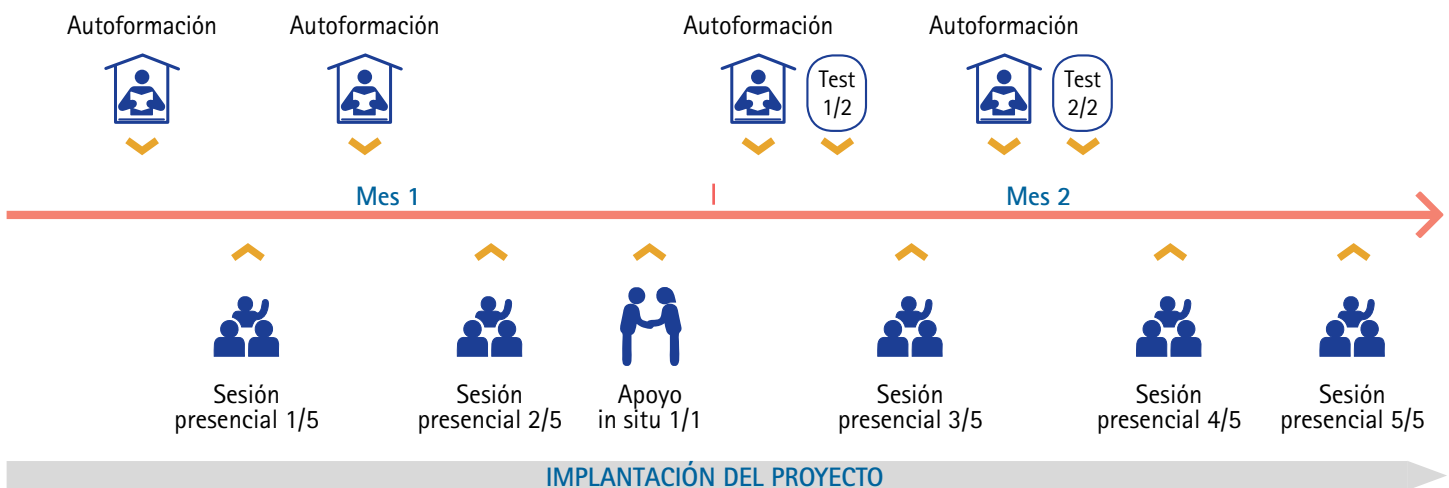 Autoformación
Autoformación
Autoformación
Autoformación
Test
1/2
Test
2/2
Mes 1
Mes 2
Sesión
presencial 1/5
Sesión
presencial 2/5
Apoyo
in situ 1/1
Sesión
presencial 3/5
Sesión
presencial 4/5
Sesión
presencial 5/5
IMPLANTACIÓN DEL PROYECTO